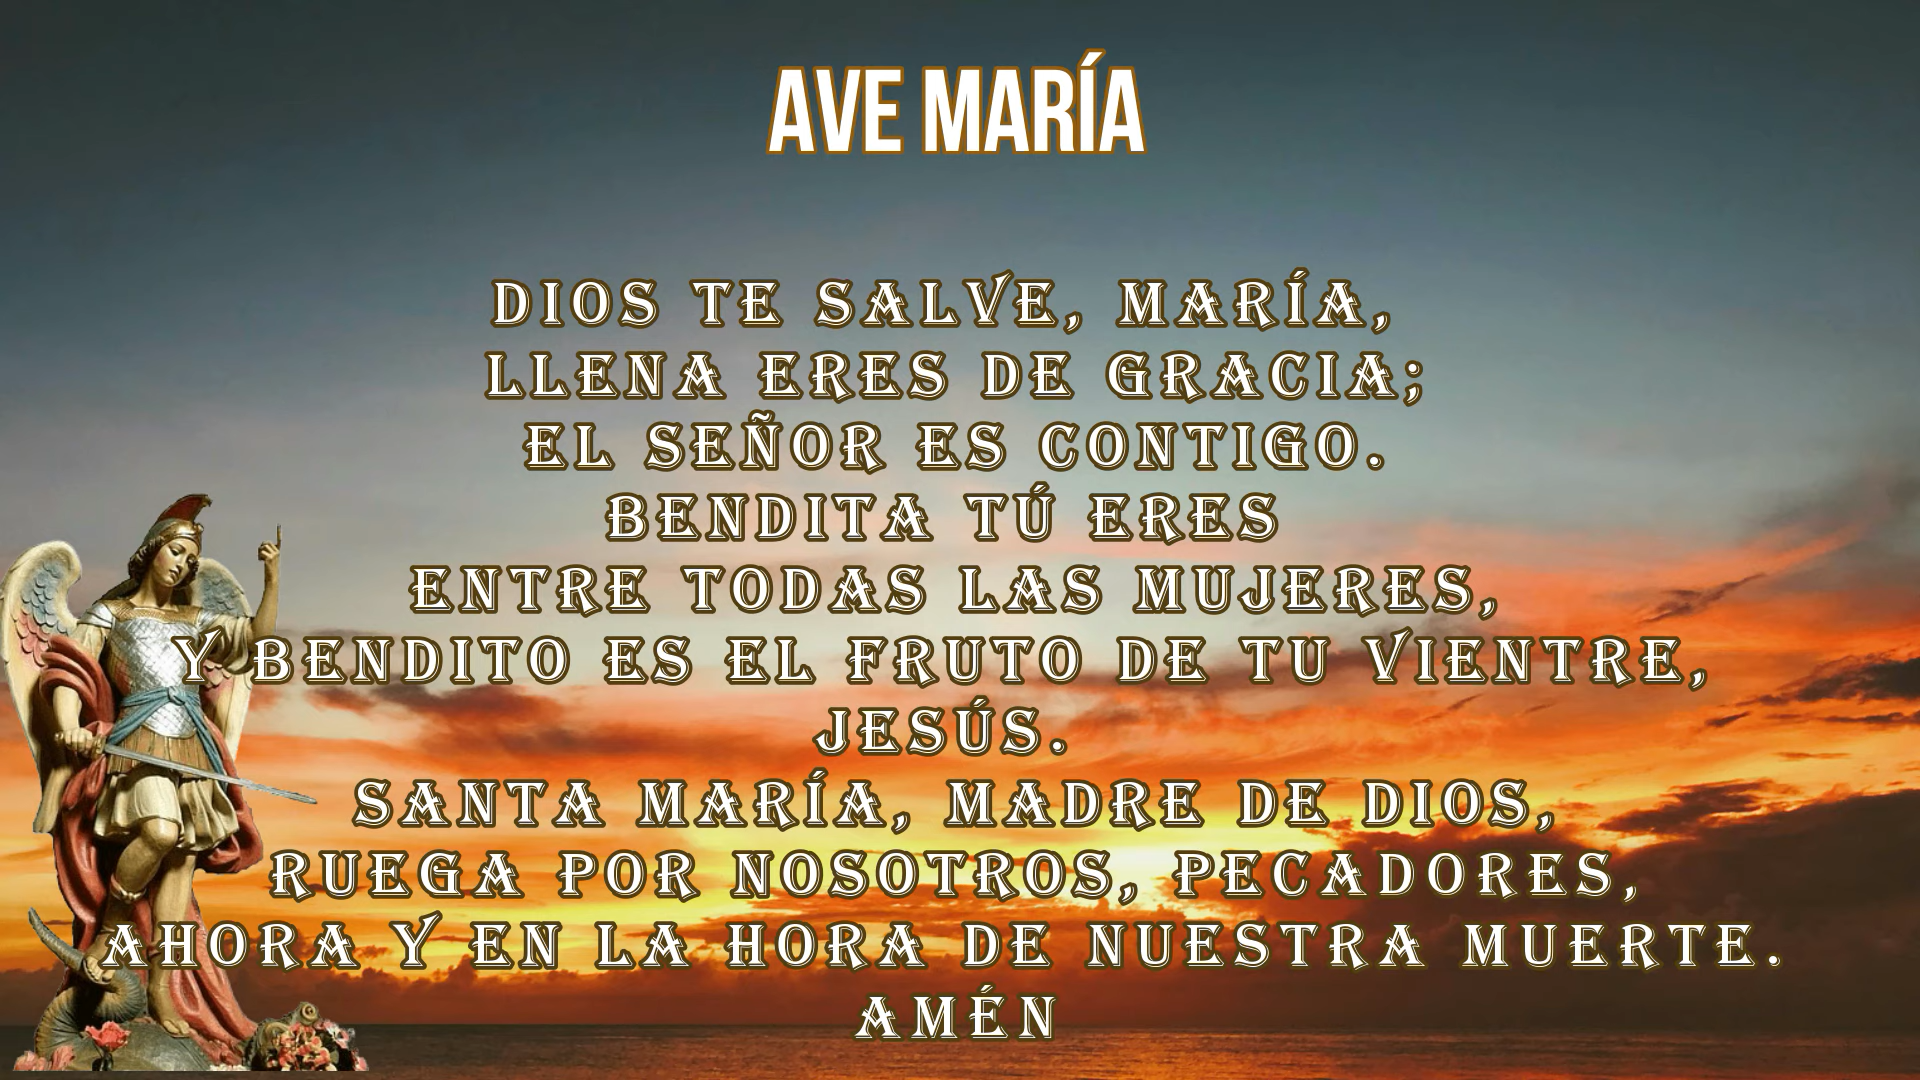 AVE MARÍA
DIOS TE SALVE, MARÍA,
LLENA ERES DE GRACIA;
EL SEÑOR ES CONTIGO.
BENDITA TÚ ERES
ENTRE TODAS LAS MUJERES,
Y BENDITO ES EL FRUTO DE TU VIENTRE,
JESÚS.
SANTA MARÍA, MADRE DE DIOS,
RUEGA POR NOSOTROS, PECADORES,
AHORA Y EN LA HORA DE NUESTRA MUERTE.
AMÉN